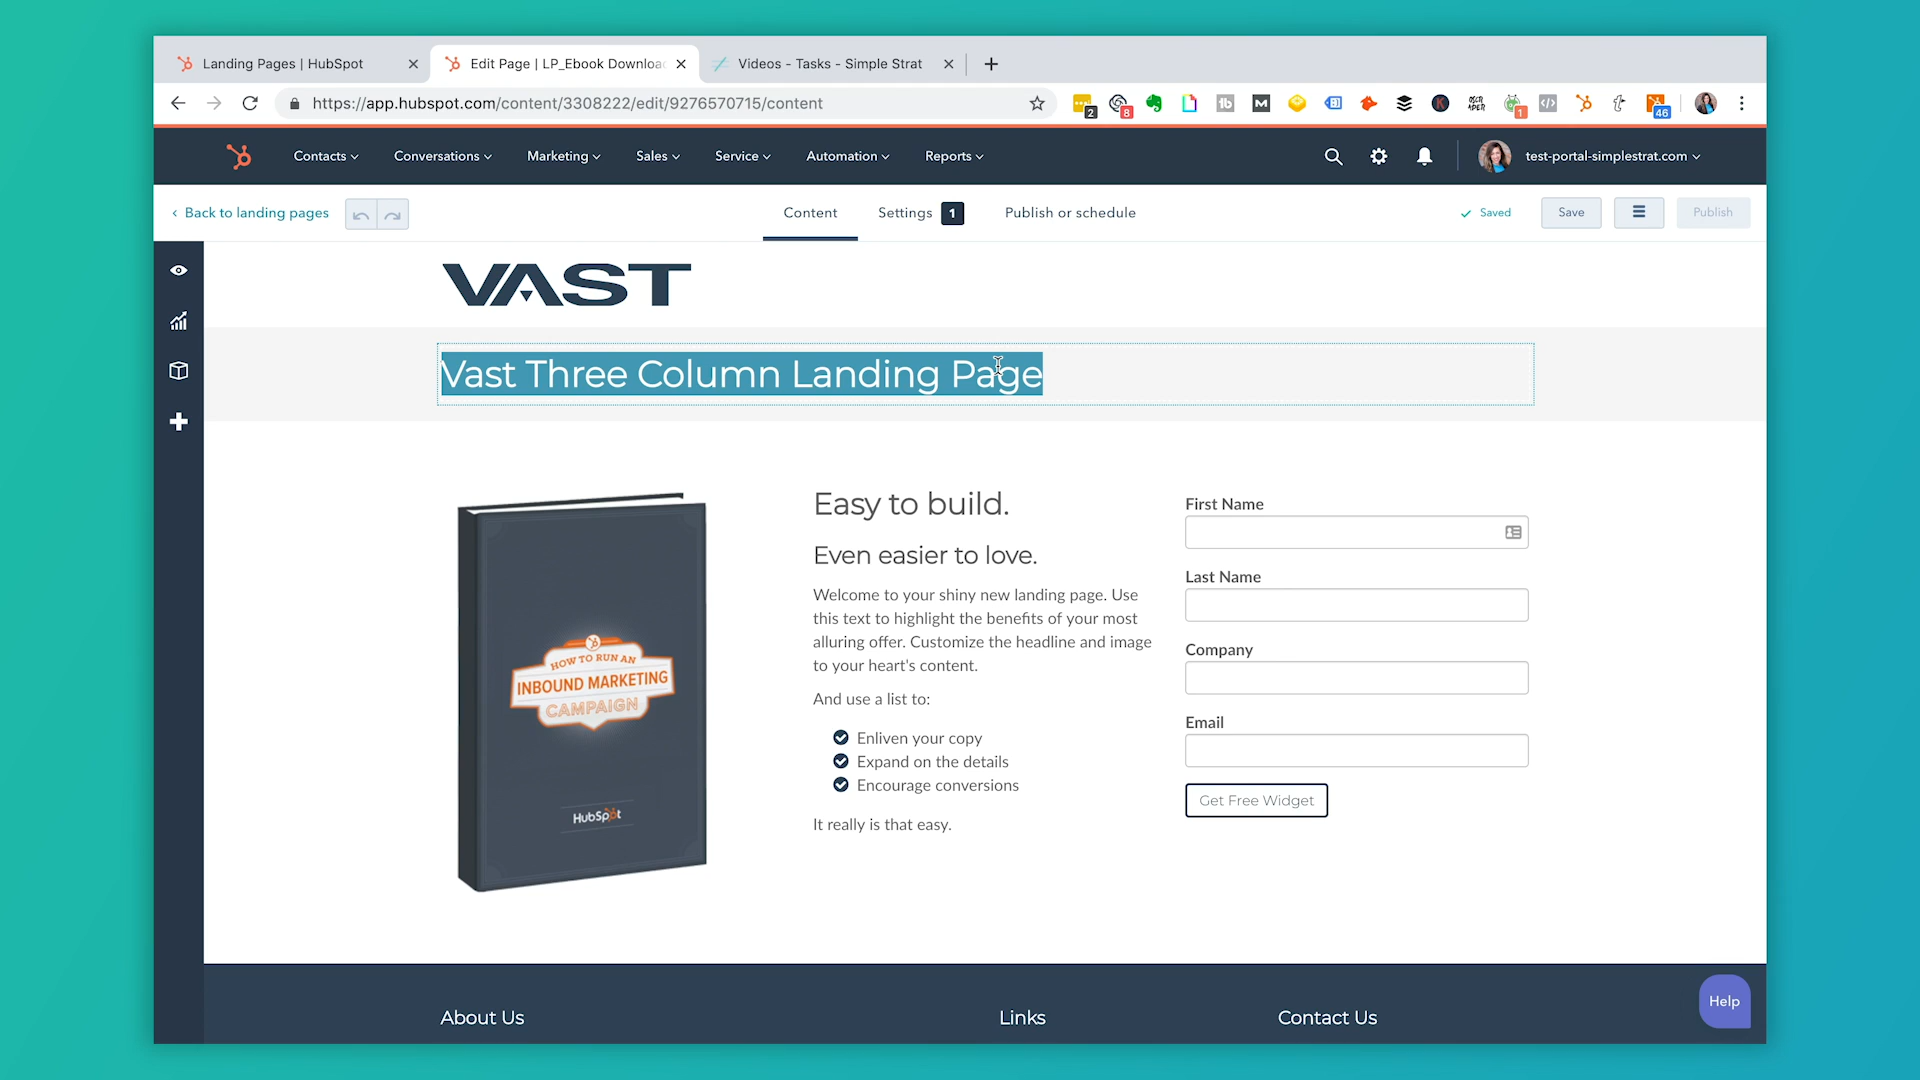 Landing Pages | HubSpot
Edit Page | LP_Ebook Downloa
Videos - Tasks - Simple Strat
https://app.hubspot.com/content/3308222/edit/9276570715/content
2
8
1
46
Contacts
Conversations
Marketing
Sales
Service
Automation
Reports
test-portal-simplestrat.com
Back to landing pages
Content
Settings 1
Publish or schedule
Saved
Save
Publish
VAST
Vast Three Column Landing Page
HOW TO RUN AN
INBOUND MARKETING
CAMPAIGN
HubSpot
Easy to build.
Even easier to love.
Welcome to your shiny new landing page. Use
this text to highlight the benefits of your most
alluring offer. Customize the headline and image
to your heart's content.
And use a list to:
Enliven your copy
Expand on the details
Encourage conversions
It really is that easy.
First Name
Last Name
Company
Email
Get Free Widget
About Us
Links
Contact Us
Help